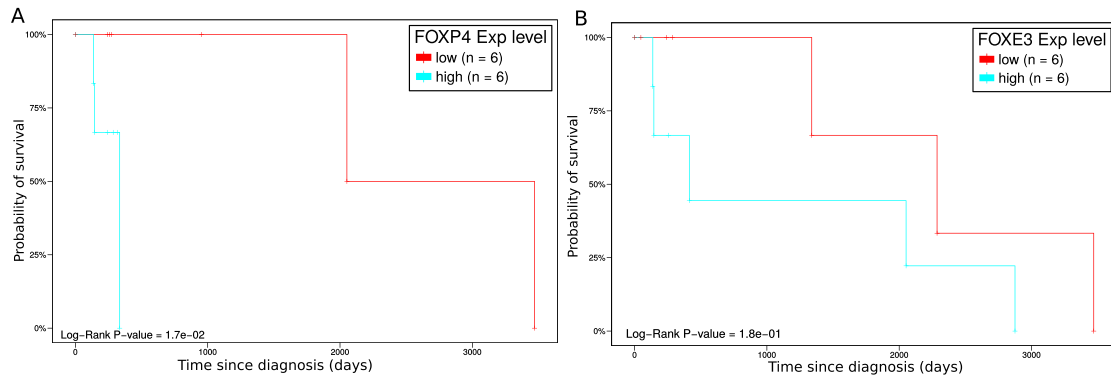 A
FOXP4 Exp level
low (n = 6)
high (n = 6)
100%
75%
50%
25%
0%
Probability of survival
Log-Rank P-value = 1.7e-02
0 1000 2000 3000
Time since diagnosis (days)
B
FOXE3 Exp level
low (n = 6)
high (n = 6)
100%
75%
50%
25%
0%
Probability of survival
Log-Rank P-value = 1.8e-01
0 1000 2000 3000
Time since diagnosis (days)